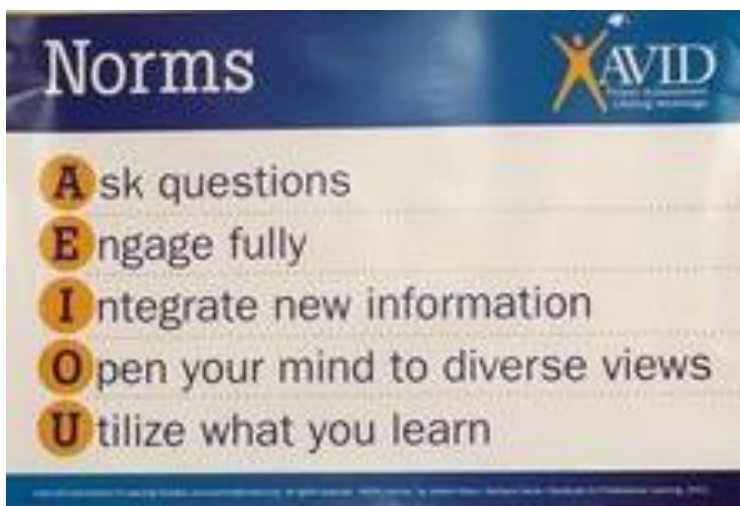 Norms
AVID
Ask questions
Engage fully
Integrate new information
Open your mind to diverse views
Utilize what you learn